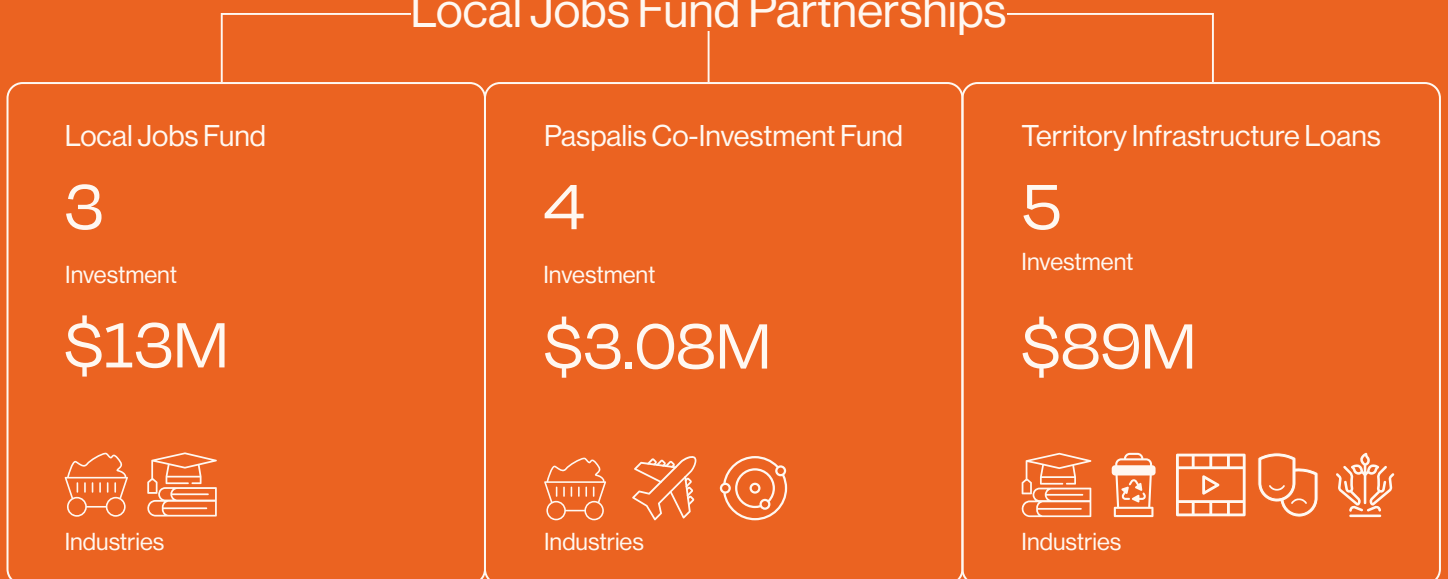 Local Jobs Fund Partnerships
Local Jobs Fund
3
Investment
$13M
Industries
Paspalis Co-Investment Fund
4
Investment
$3.08M
Industries
Territory Infrastructure Loans
5
Investment
$89M
Industries